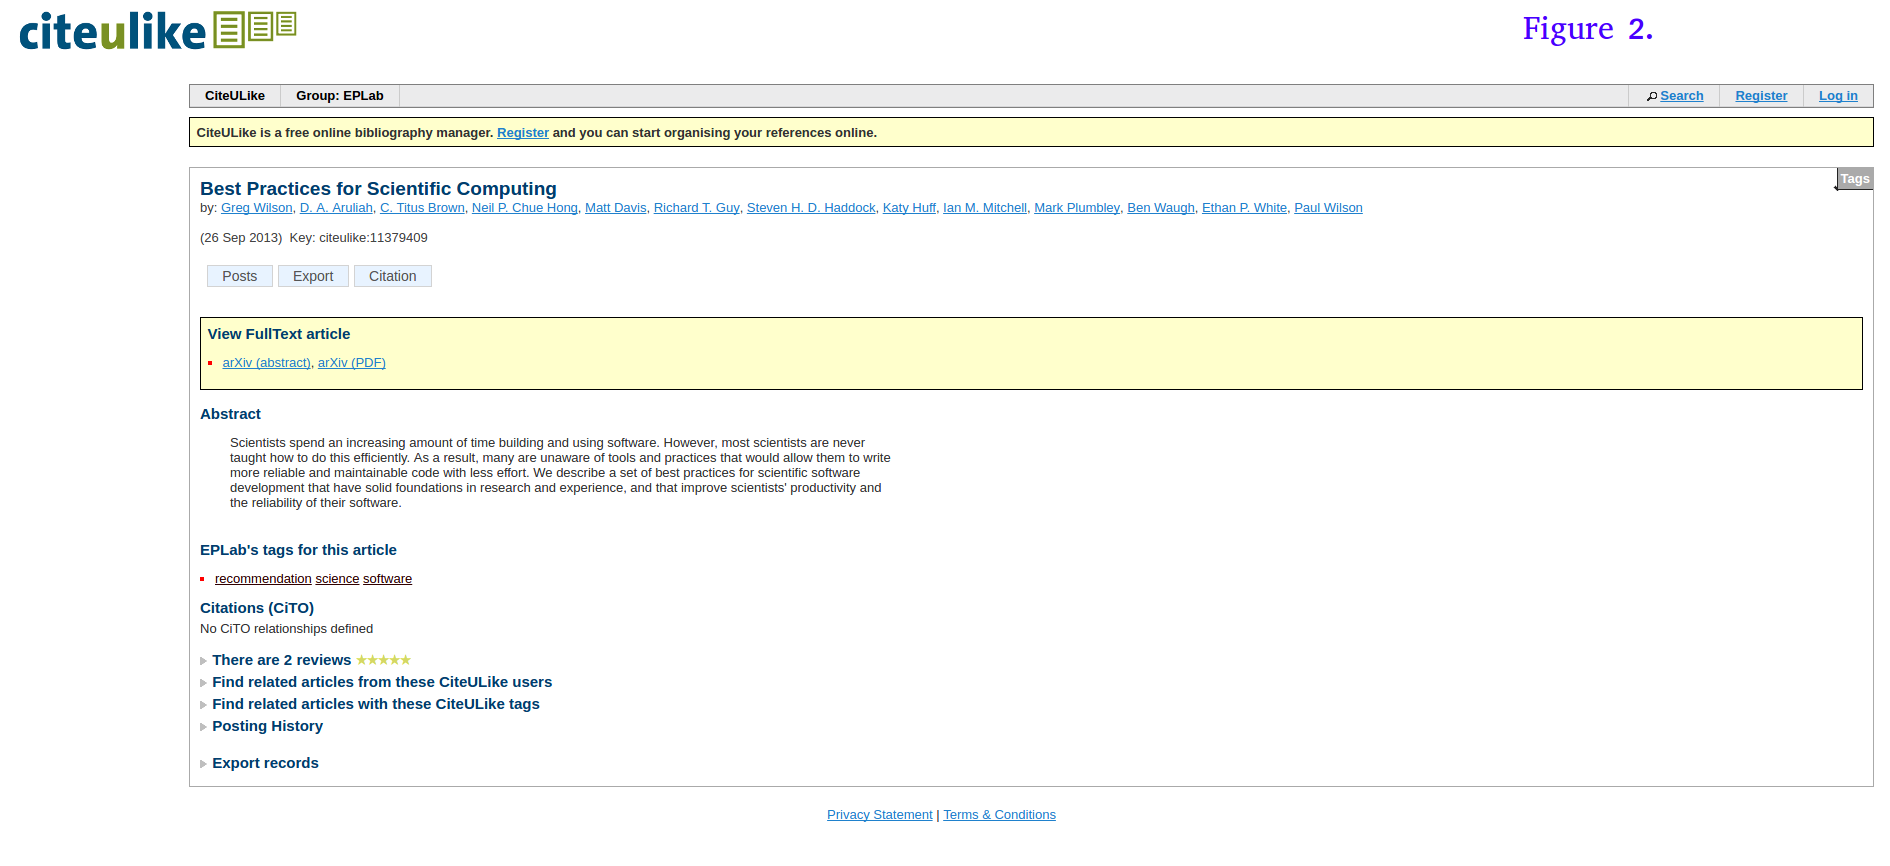 citeulike
Figure 2.
CiteULike Group: EPLab Search Register Log in
CiteULike is a free online bibliography manager. Register and you can start organising your references online.
Tags
Best Practices for Scientific Computing
by: Greg Wilson, D. A. Aruliah, C. Titus Brown, Neil P. Chue Hong, Matt Davis, Richard T. Guy, Steven H. D. Haddock, Katy Huff, Ian M. Mitchell, Mark Plumbley, Ben Waugh, Ethan P. White, Paul Wilson
(26 Sep 2013)  Key: citeulike:11379409
Posts Export Citation
View FullText article
arXiv (abstract), arXiv (PDF)
Abstract
Scientists spend an increasing amount of time building and using software. However, most scientists are never
taught how to do this efficiently. As a result, many are unaware of tools and practices that would allow them to write
more reliable and maintainable code with less effort. We describe a set of best practices for scientific software
development that have solid foundations in research and experience, and that improve scientists' productivity and
the reliability of their software.
EPLab's tags for this article
recommendation science software
Citations (CiTO)
No CiTO relationships defined
There are 2 reviews ★★★★★
Find related articles from these CiteULike users
Find related articles with these CiteULike tags
Posting History
Export records
Privacy Statement | Terms & Conditions